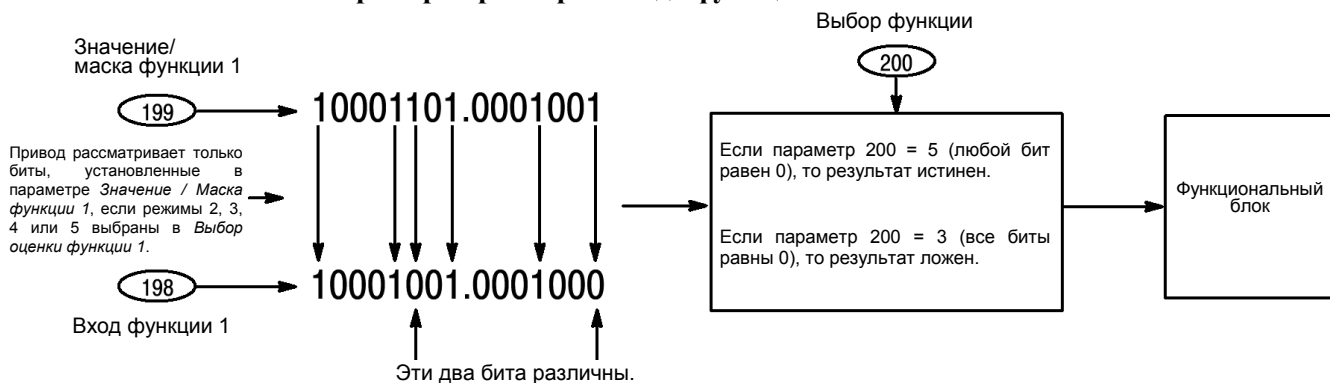 Выбор функции
200
Значение/
маска функции 1
199
10001101.0001001
Привод рассматривает только
биты, установленные в
параметре Значение / Маска
функции 1, если режимы 2, 3,
4 или 5 выбраны в Выбор
оценки функции 1.
Если параметр 200 = 5 (любой бит
равен 0), то результат истинен.
Если параметр 200 = 3 (все биты
равны 0), то результат ложен.
Функциональный
блок
198
10001001.0001000
Вход функции 1
Эти два бита различны.